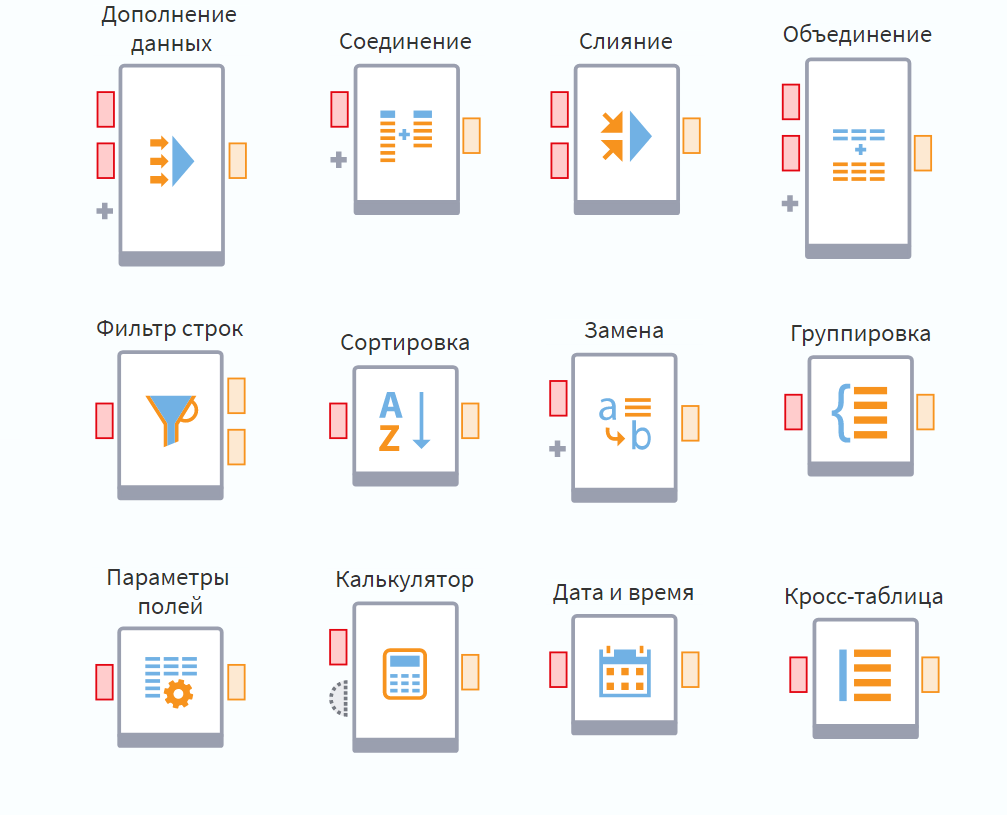 Дополнение
данных
Соединение
Слияние
Объединение
Фильтр строк
Сортировка
Замена
Группировка
A
Z
a
b
Параметры
полей
Калькулятор
Дата и время
Кросс-таблица